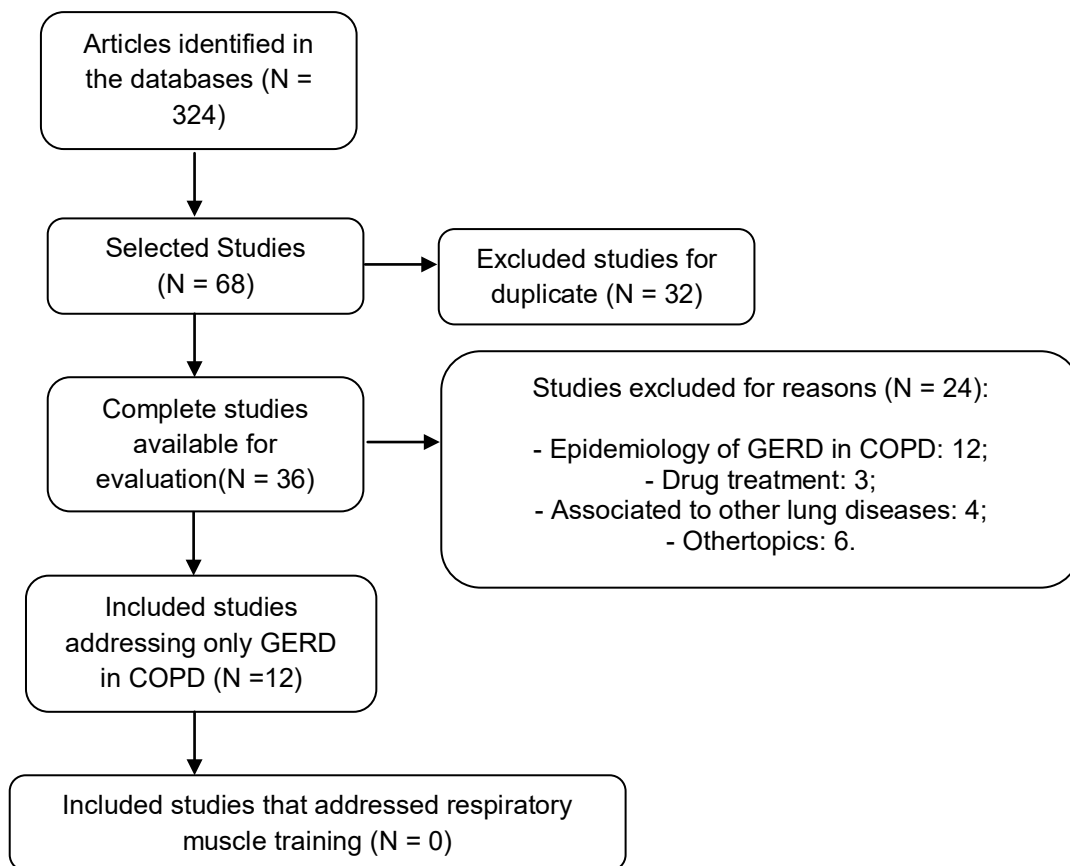 Articles identified in
the databases (N =
324)
Selected Studies
(N = 68)
Excluded studies for
duplicate (N = 32)
Complete studies
available for
evaluation(N = 36)
Studies excluded for reasons (N = 24):
- Epidemiology of GERD in COPD: 12;
- Drug treatment: 3;
- Associated to other lung diseases: 4;
- Othertopics: 6.
Included studies
addressing only GERD
in COPD (N =12)
Included studies that addressed respiratory
muscle training (N = 0)